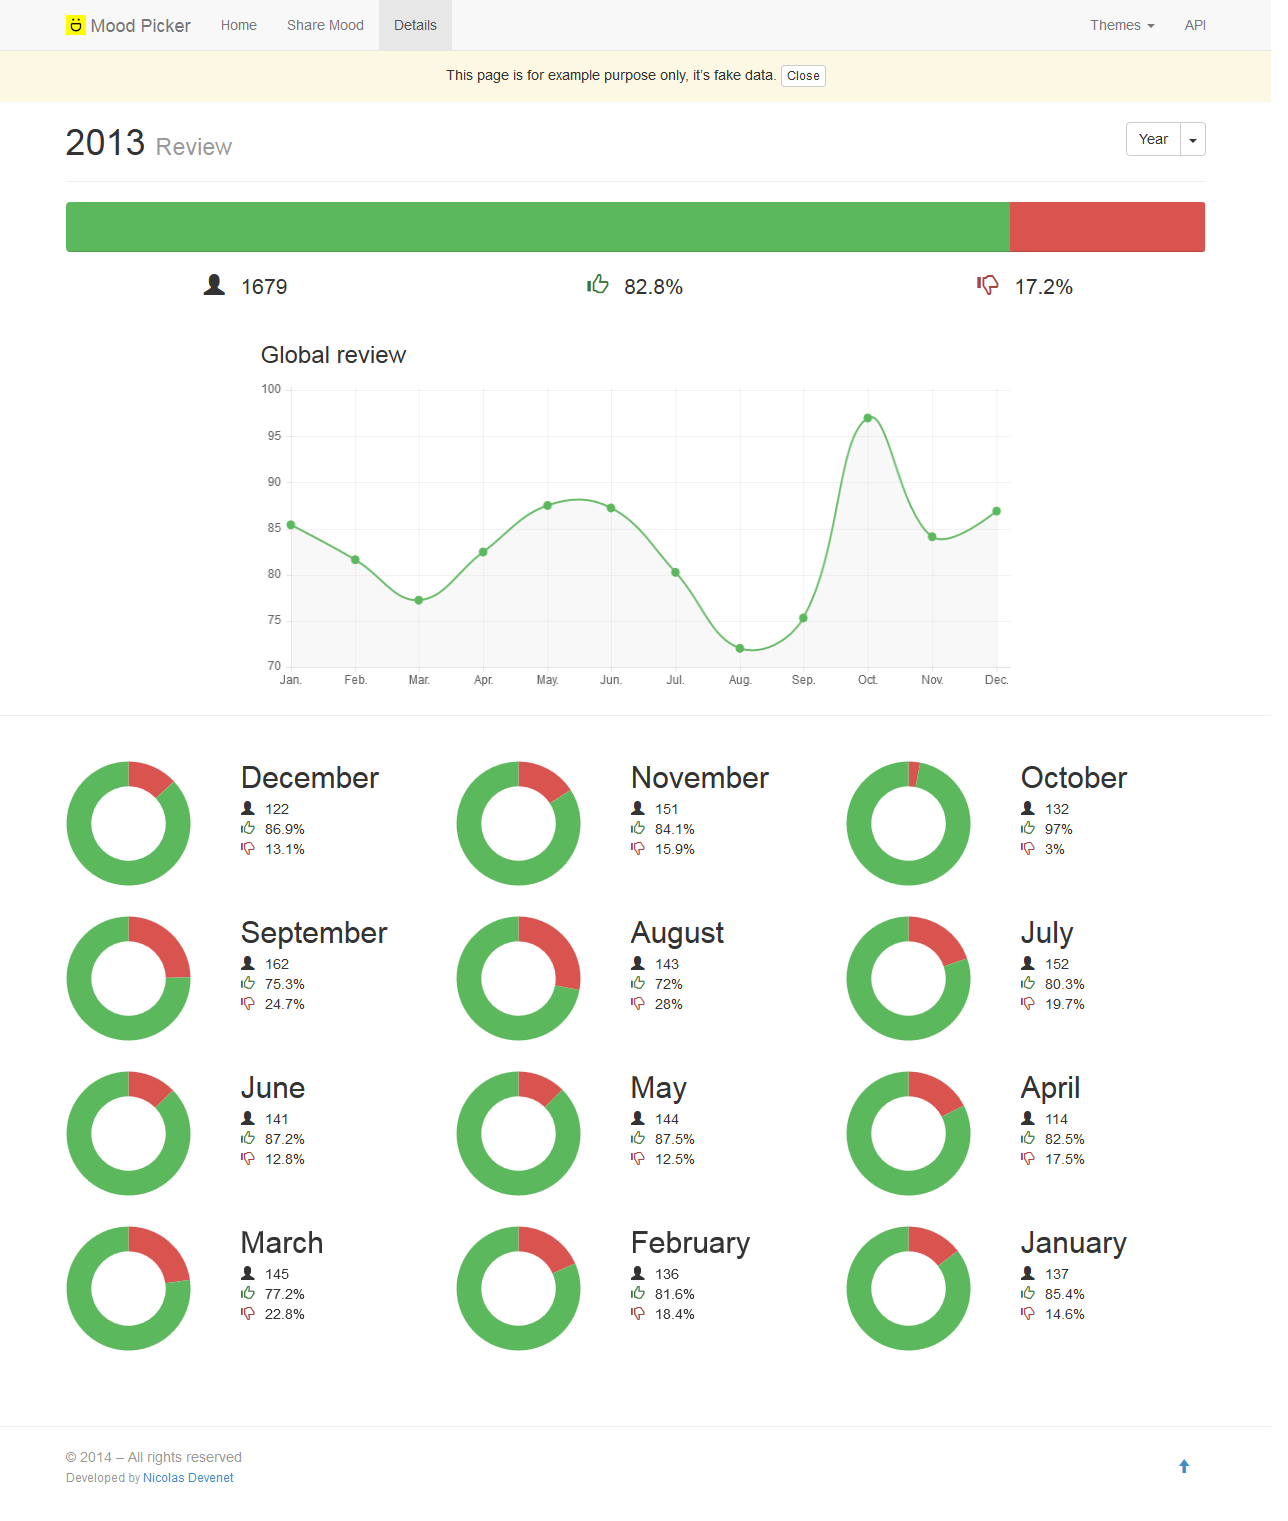 Mood Picker Home Share Mood Details Themes API
This page is for example purpose only, it's fake data. Close
2013 Review Year
1679 82.8% 17.2%
Global review
100
95
90
85
80
75
70
Jan. Feb. Mar. Apr. May. Jun. Jul. Aug. Sep. Oct. Nov. Dec.
December
122
86.9%
13.1%
November
151
84.1%
15.9%
October
132
97%
3%
September
162
75.3%
24.7%
August
143
72%
28%
July
152
80.3%
19.7%
June
141
87.2%
12.8%
May
144
87.5%
12.5%
April
114
82.5%
17.5%
March
145
77.2%
22.8%
February
136
81.6%
18.4%
January
137
85.4%
14.6%
© 2014 – All rights reserved
Developed by Nicolas Devenet